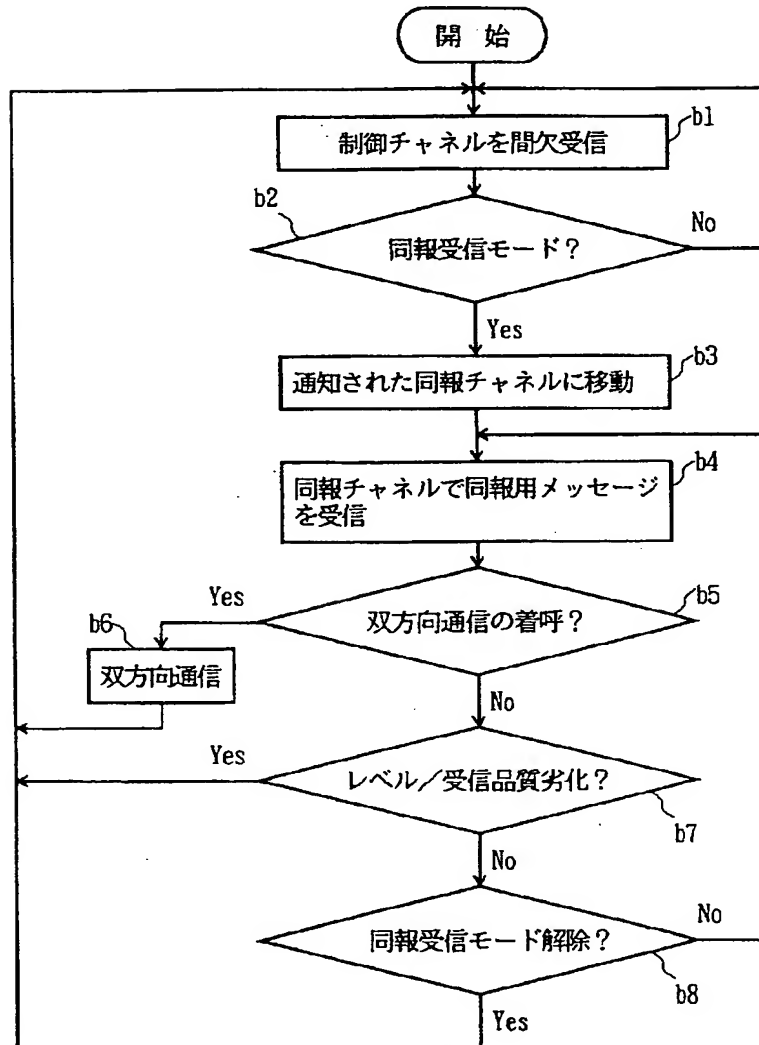 開 始
b1
制御チャネルを間欠受信
b2
同報受信モード?
No
Yes
b3
通知された同報チャネルに移動
b4
同報チャネルで同報用メッセージ
を受信
b5
Yes
双方向通信の着呼?
b6
双方向通信
No
Yes
レベル/受信品質劣化?
b7
No
同報受信モード解除?
No
b8
Yes